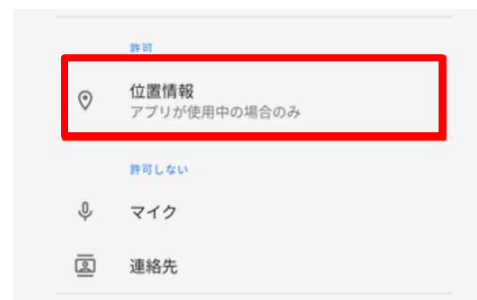 許可
位置情報
アプリが使用中の場合のみ
許可しない
マイク
連絡先